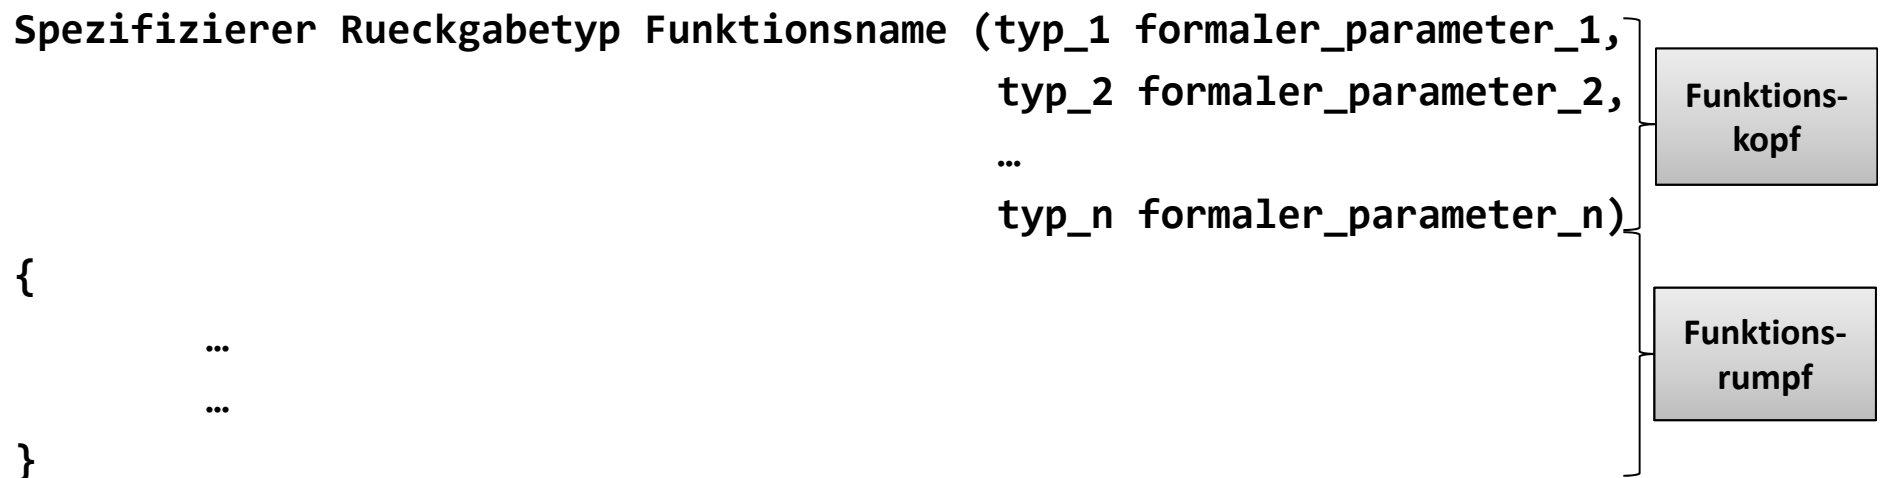 Spezifizierer Rueckgabetyp Funktionsname (typ_1 formaler_parameter_1,
typ_2 formaler_parameter_2,
…
typ_n formaler_parameter_n)
Funktions-
kopf
{
…
…
}
Funktions-
rumpf